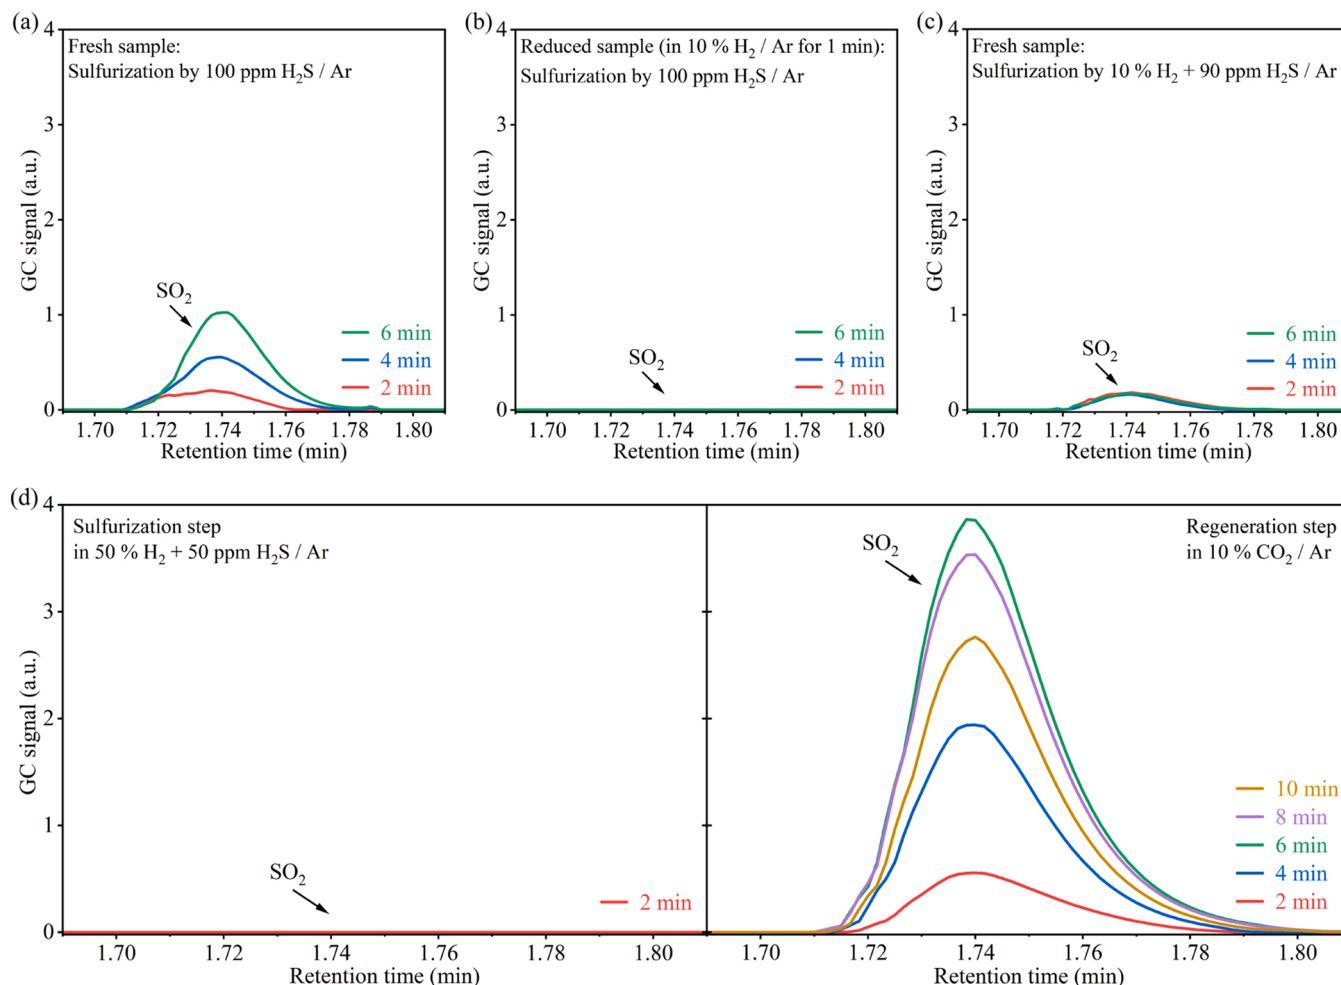 (a)
Fresh sample:
Sulfurization by 100 ppm H₂S / Ar
GC signal (a.u.)
4
3
2
1
0
SO₂
6 min
4 min
2 min
1.70 1.72 1.74 1.76 1.78 1.80
Retention time (min)
(b)
Reduced sample (in 10 % H₂ / Ar for 1 min):
Sulfurization by 100 ppm H₂S / Ar
GC signal (a.u.)
4
3
2
1
0
SO₂
6 min
4 min
2 min
1.70 1.72 1.74 1.76 1.78 1.80
Retention time (min)
(c)
Fresh sample:
Sulfurization by 10 % H₂ + 90 ppm H₂S / Ar
GC signal (a.u.)
4
3
2
1
0
SO₂
6 min
4 min
2 min
1.70 1.72 1.74 1.76 1.78 1.80
Retention time (min)
(d)
Sulfurization step
in 50 % H₂ + 50 ppm H₂S / Ar
GC signal (a.u.)
4
3
2
1
0
SO₂
2 min
1.70 1.72 1.74 1.76 1.78 1.80
Retention time (min)
Regeneration step
in 10 % CO₂ / Ar
SO₂
10 min
8 min
6 min
4 min
2 min
1.70 1.72 1.74 1.76 1.78 1.80
Retention time (min)